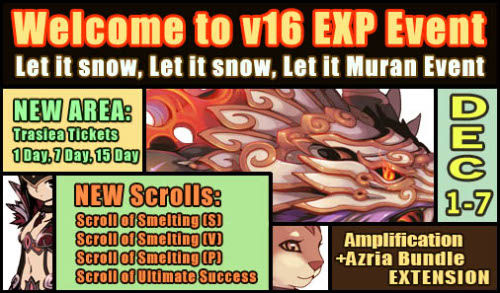 Welcome to v16 EXP Event
Let it snow, Let it snow, Let it Muran Event
NEW AREA:
Trasiea Tickets
1 Day, 7 Day, 15 Day
DEC
1-7
NEW Scrolls:
Scroll of Smelting (S)
Scroll of Smelting (V)
Scroll of Smelting (P)
Scroll of Ultimate Success
Amplification
+Azria Bundle
EXTENSION